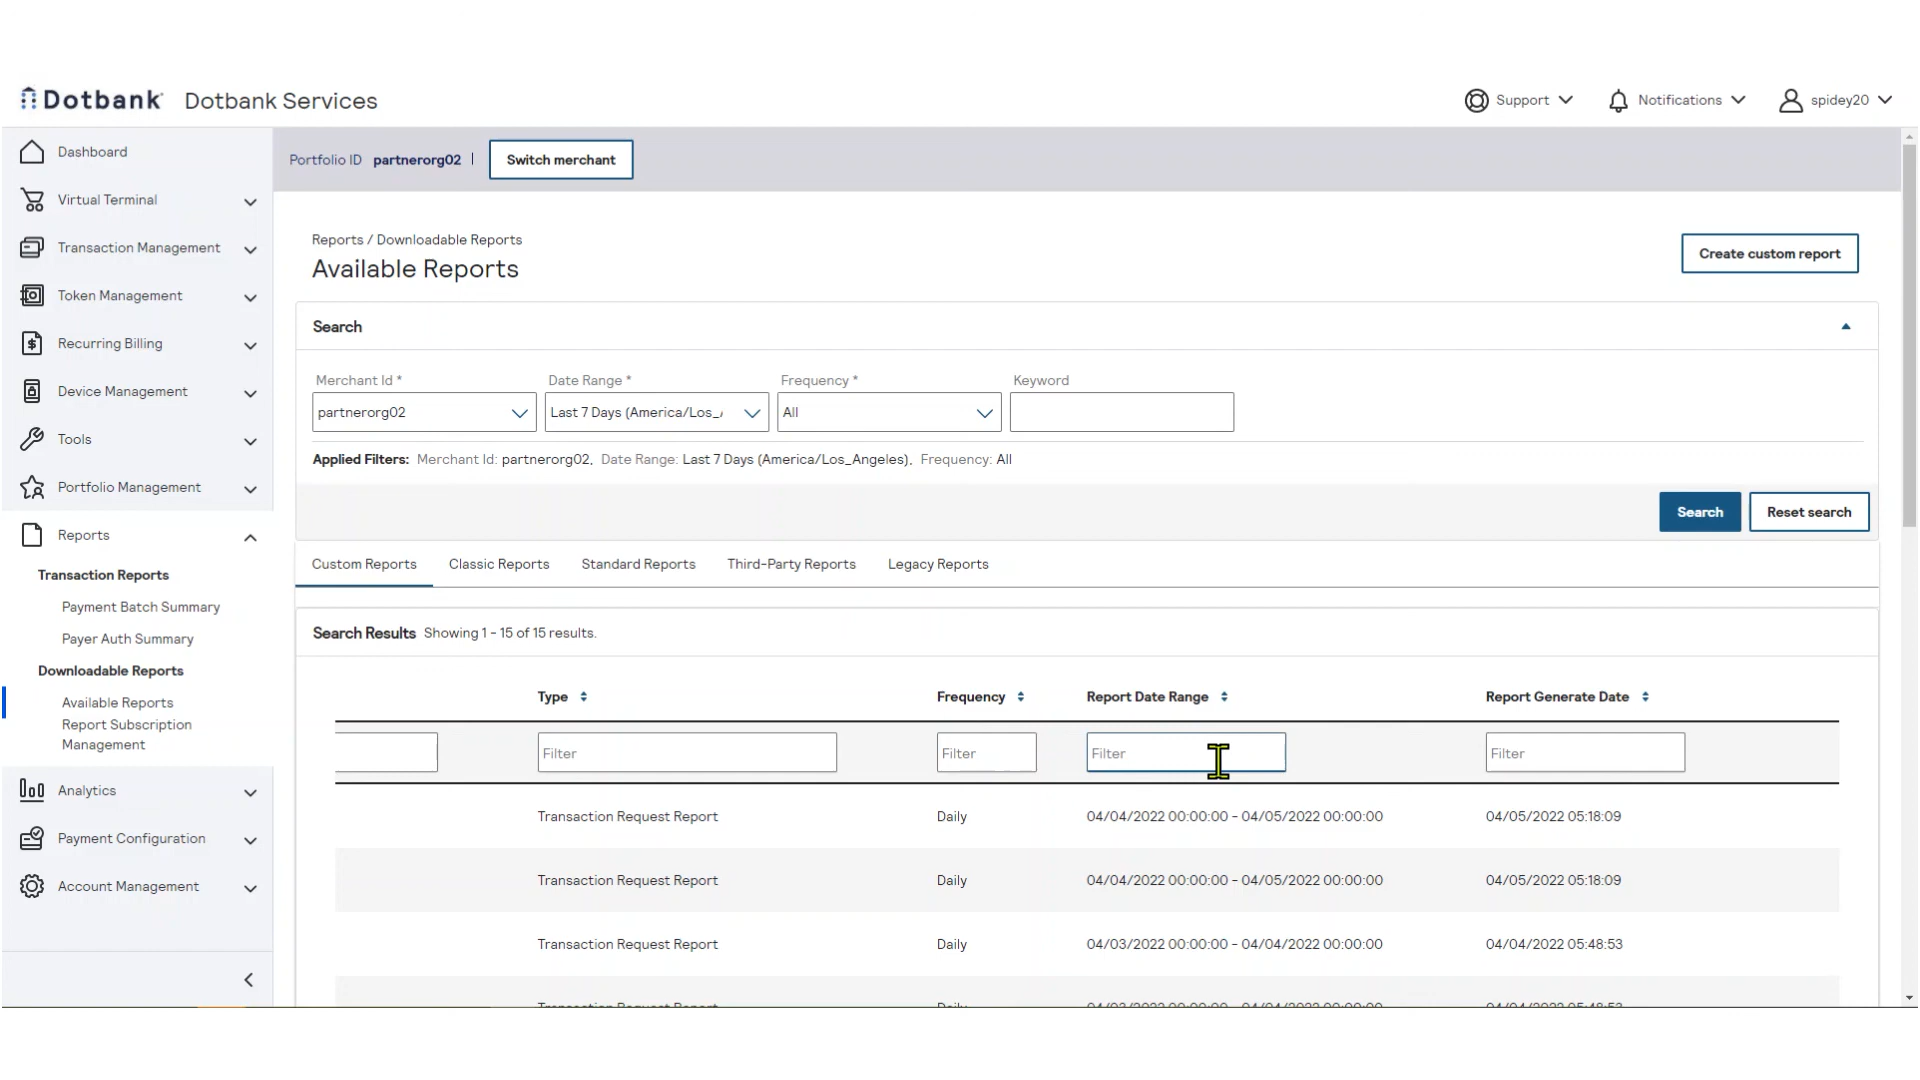 Dotbank Dotbank Services
Support
Notifications
spidey20
Dashboard
Virtual Terminal
Transaction Management
Token Management
Recurring Billing
Device Management
Tools
Portfolio Management
Reports
Transaction Reports
Payment Batch Summary
Payer Auth Summary
Downloadable Reports
Available Reports
Report Subscription
Management
Analytics
Payment Configuration
Account Management
Portfolio ID partnerorg02 | Switch merchant
Reports / Downloadable Reports
Available Reports
Create custom report
Search
Merchant Id * Date Range * Frequency * Keyword
partnerorg02 Last 7 Days (America/Los_ All
Applied Filters: Merchant Id: partnerorg02, Date Range: Last 7 Days (America/Los_Angeles), Frequency: All
Search Reset search
Custom Reports Classic Reports Standard Reports Third-Party Reports Legacy Reports
Search Results Showing 1 - 15 of 15 results.
Type Frequency Report Date Range Report Generate Date
Filter Filter Filter Filter
Transaction Request Report Daily 04/04/2022 00:00:00 - 04/05/2022 00:00:00 04/05/2022 05:18:09
Transaction Request Report Daily 04/04/2022 00:00:00 - 04/05/2022 00:00:00 04/05/2022 05:18:09
Transaction Request Report Daily 04/03/2022 00:00:00 - 04/04/2022 00:00:00 04/04/2022 05:48:53